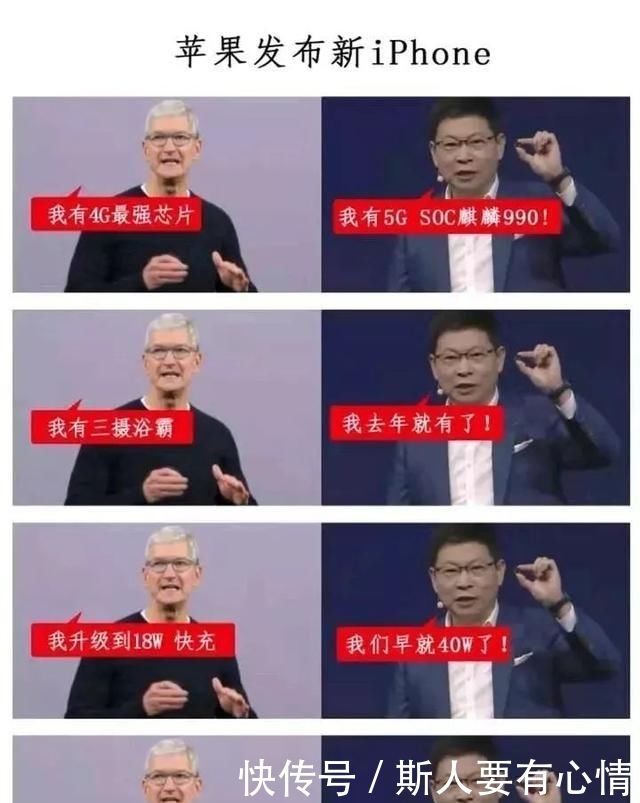 苹果发布新iPhone
我有4G最强芯片
我有5G SOC麒麟990!
我有三摄浴霸
我去年就有了!
我升级到18W 快充
我们早就40W了!
快传号 / 斯人要有心情